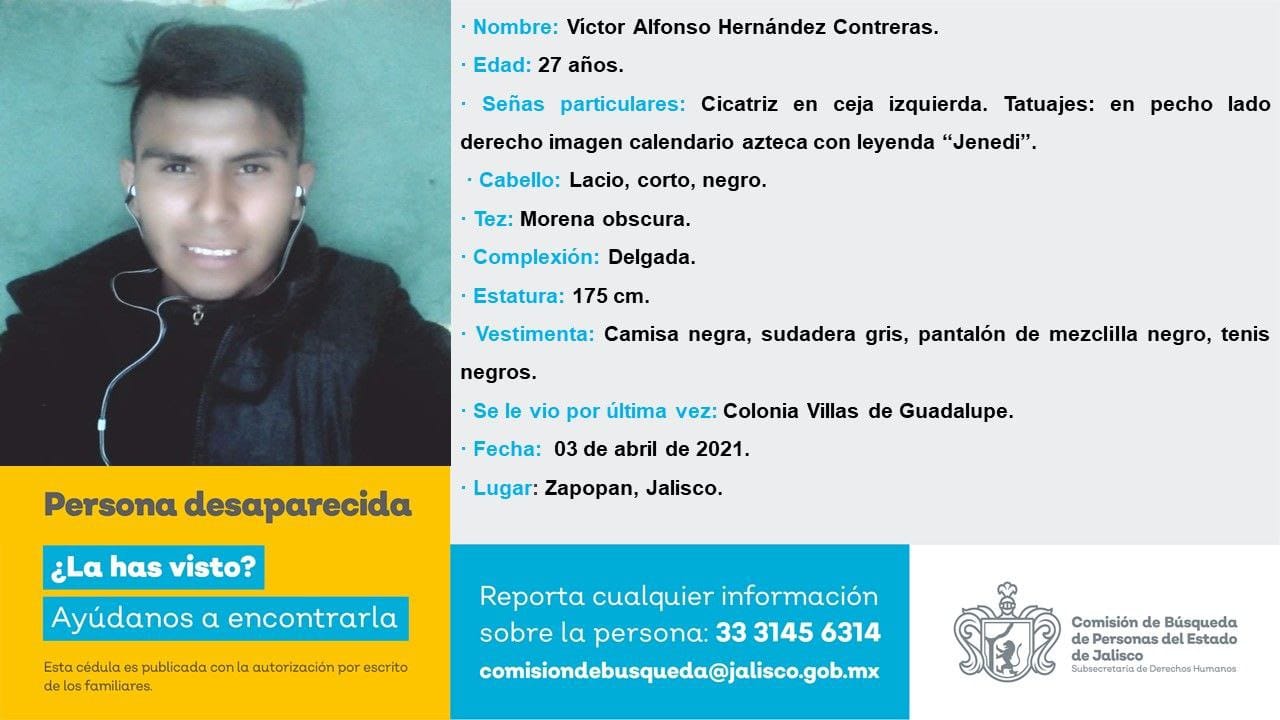 · Nombre: Víctor Alfonso Hernández Contreras.
· Edad: 27 años.
· Señas particulares: Cicatriz en ceja izquierda. Tatuajes: en pecho lado
derecho imagen calendario azteca con leyenda “Jenedi”.
· Cabello: Lacio, corto, negro.
· Tez: Morena obscura.
· Complexión: Delgada.
· Estatura: 175 cm.
· Vestimenta: Camisa negra, sudadera gris, pantalón de mezclilla negro, tenis
negros.
· Se le vio por última vez: Colonia Villas de Guadalupe.
· Fecha: 03 de abril de 2021.
· Lugar: Zapopan, Jalisco.
Persona desaparecida
¿La has visto?
Ayúdanos a encontrarla
Esta cédula es publicada con la autorización por escrito
de los familiares.
Reporta cualquier información
sobre la persona: 33 3145 6314
comisiondebusqueda@jalisco.gob.mx
Comisión de Búsqueda
de Personas del Estado
de Jalisco
Subsecretaría de Derechos Humanos